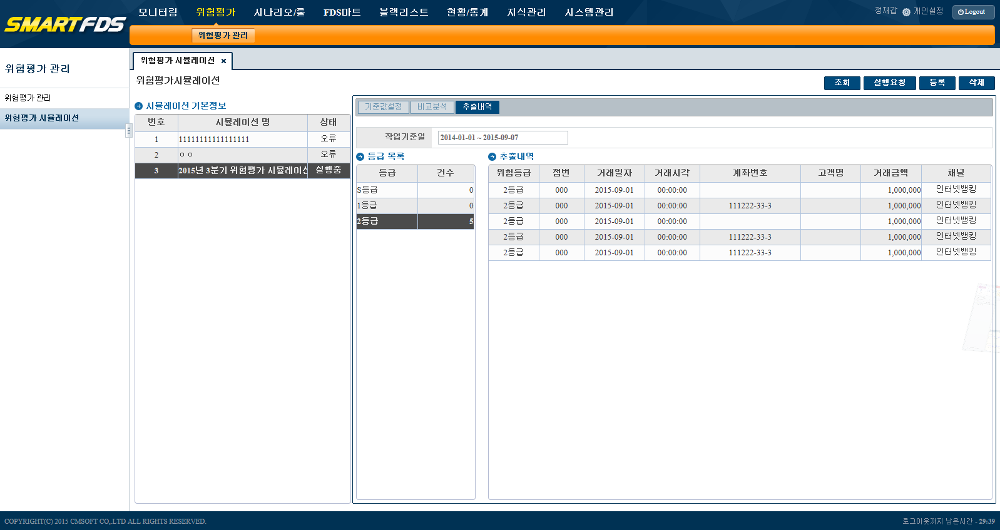 SMARTFDS
모니터링 위험평가 시나리오/룰 FDS마트 블랙리스트 현황/통계 지식관리 시스템관리
정재갑 개인설정 Logout
위험평가 관리
위험평가 관리
위험평가 관리
위험평가 시뮬레이션
위험평가 시뮬레이션 ×
위험평가시뮬레이션
조회 실행요청 등록 삭제
시뮬레이션 기본정보
번호 시뮬레이션 명 상태
1 11111111111111111 오류
2 ㅇㅇ 오류
3 2015년 3분기 위험평가 시뮬레이션 실행중
기준값설정 비교분석 추출내역
작업기준일 2014-01-01 ~ 2015-09-07
등급 목록
등급 건수
S등급 0
1등급 0
2등급 5
추출내역
위험등급 점번 거래일자 거래시각 계좌번호 고객명 거래금액 채널
2등급 000 2015-09-01 00:00:00 1,000,000 인터넷뱅킹
2등급 000 2015-09-01 00:00:00 111222-33-3 1,000,000 인터넷뱅킹
2등급 000 2015-09-01 00:00:00 1,000,000 인터넷뱅킹
2등급 000 2015-09-01 00:00:00 111222-33-3 1,000,000 인터넷뱅킹
2등급 000 2015-09-01 00:00:00 111222-33-3 1,000,000 인터넷뱅킹
COPYRIGHT(C) 2015 CMSOFT CO,.LTD ALL RIGHTS RESERVED.
로그아웃까지 남은시간 - 29:39